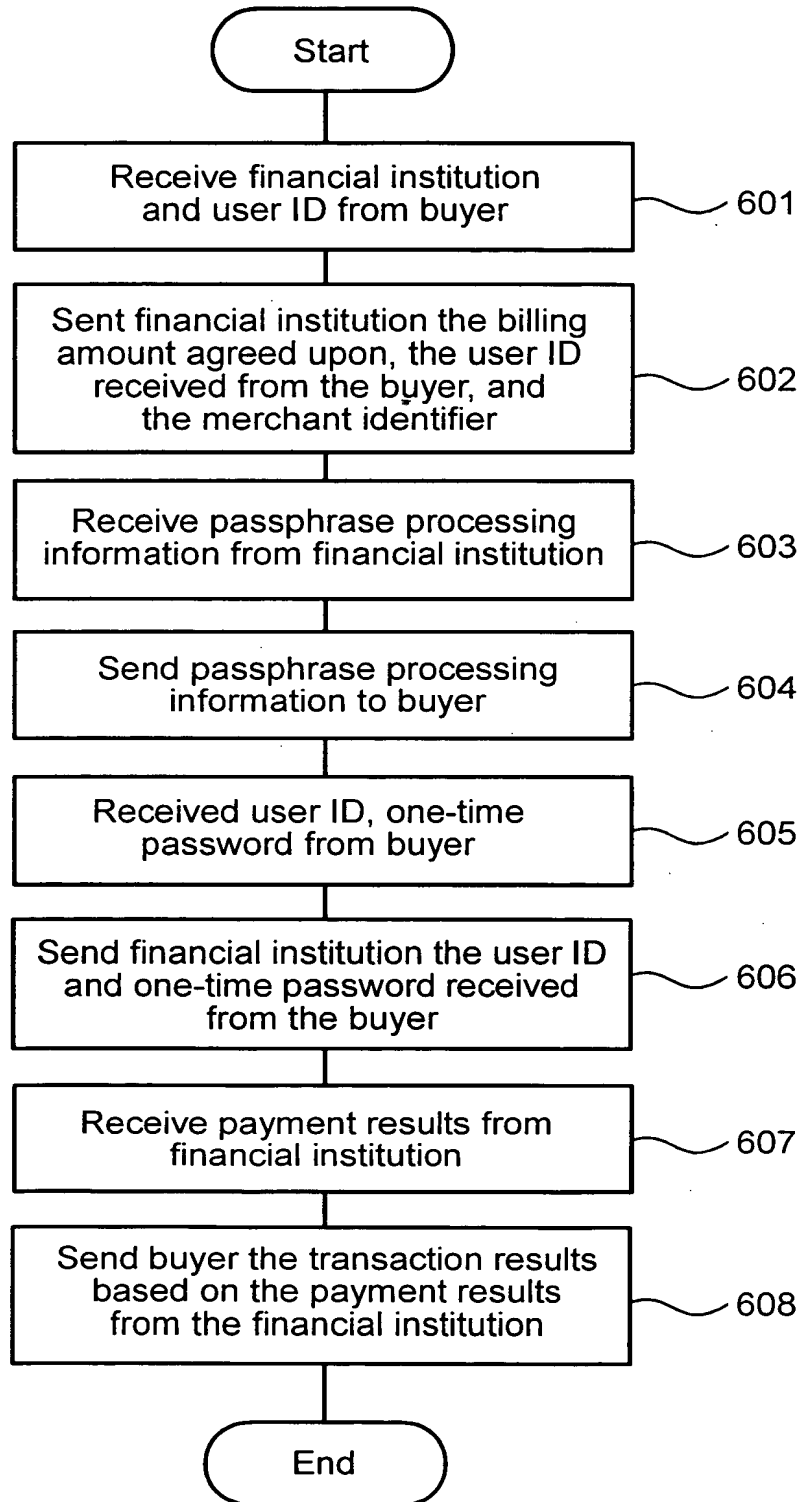 Start
Receive financial institution
and user ID from buyer
601
Sent financial institution the billing
amount agreed upon, the user ID
received from the buyer, and
the merchant identifier
602
Receive passphrase processing
information from financial institution
603
Send passphrase processing
information to buyer
604
Received user ID, one-time
password from buyer
605
Send financial institution the user ID
and one-time password received
from the buyer
606
Receive payment results from
financial institution
607
Send buyer the transaction results
based on the payment results
from the financial institution
608
End